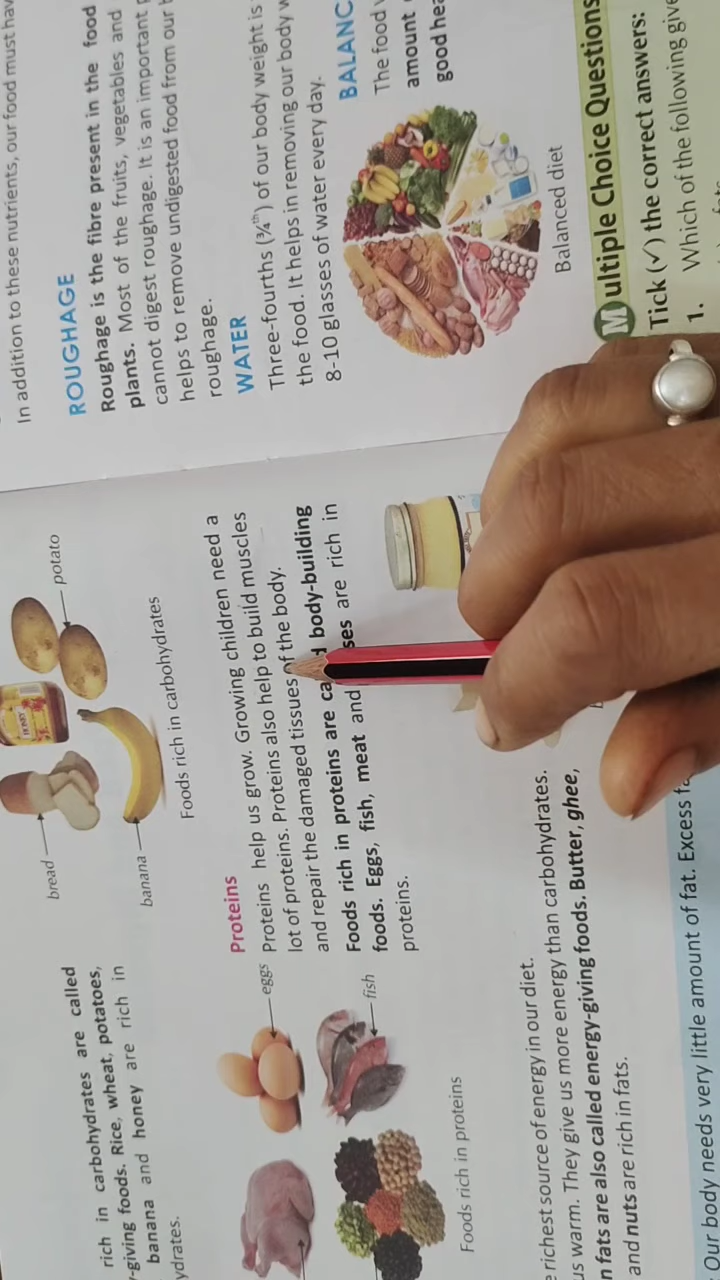 rich in carbohydrates are called
-giving foods. Rice, wheat, potatoes,
banana and honey are rich in
ydrates.
bread
potato
HONEY
banana
Foods rich in carbohydrates
eggs
fish
Foods rich in proteins
Proteins
Proteins help us grow. Growing children need a
lot of proteins. Proteins also help to build muscles
and repair the damaged tissues of the body.
Foods rich in proteins are body-building
foods. Eggs, fish, meat and are rich in
proteins.
richest source of energy in our diet.
us warm. They give us more energy than carbohydrates.
n fats are also called energy-giving foods. Butter, ghee,
and nuts are rich in fats.
Our body needs very little amount of fat. Excess
In addition to these nutrients, our food must hav
ROUGHAGE
Roughage is the fibre present in the food
plants. Most of the fruits, vegetables and
cannot digest roughage. It is an important
helps to remove undigested food from our
roughage.
WATER
Three-fourths (¾th) of our body weight is
the food. It helps in removing our body
8-10 glasses of water every day.
BALANC
The food
amount
good hea
Balanced diet
Multiple Choice Questions
Tick (✓) the correct answers:
1. Which of the following give
fats